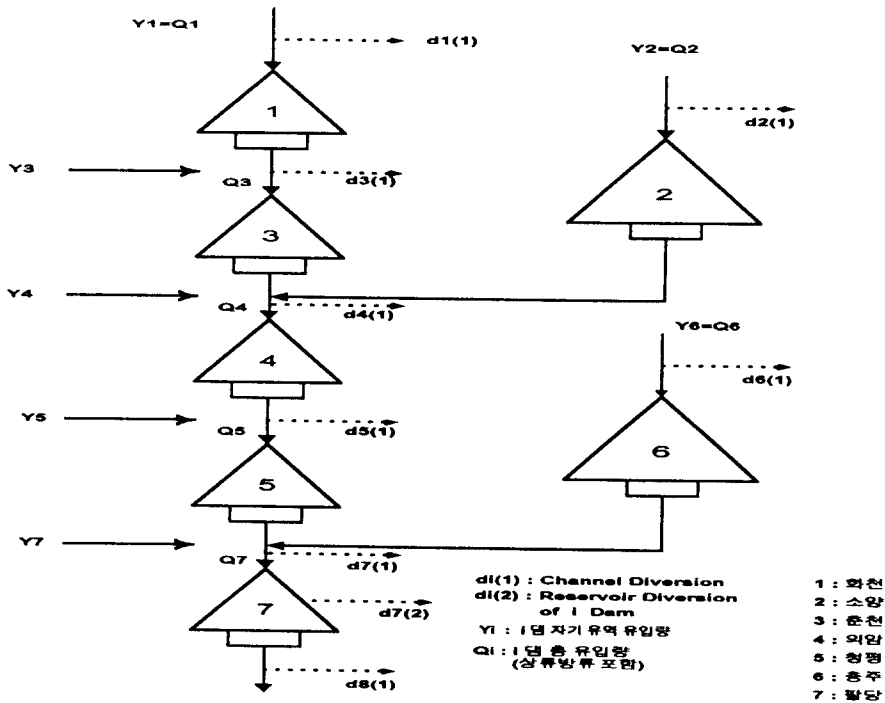 Y1=Q1
d1(1)
Y2=Q2
1
d2(1)
Y3
Q3
d3(1)
2
3
Y4
Q4
d4(1)
Y6=Q6
4
d6(1)
Y5
Q5
d5(1)
6
5
Y7
Q7
d7(1)
di(1) : Channel Diversion
di(2) : Reservoir Diversion
of i Dam
7
d7(2)
Yi : i댐 자기 유역 유입량
Qi : i 댐 총 유입량
(상류방류 포함)
d8(1)
1 : 화천
2 : 소양
3 : 춘천
4 : 의암
5 : 청평
6 : 충주
7 : 팔당